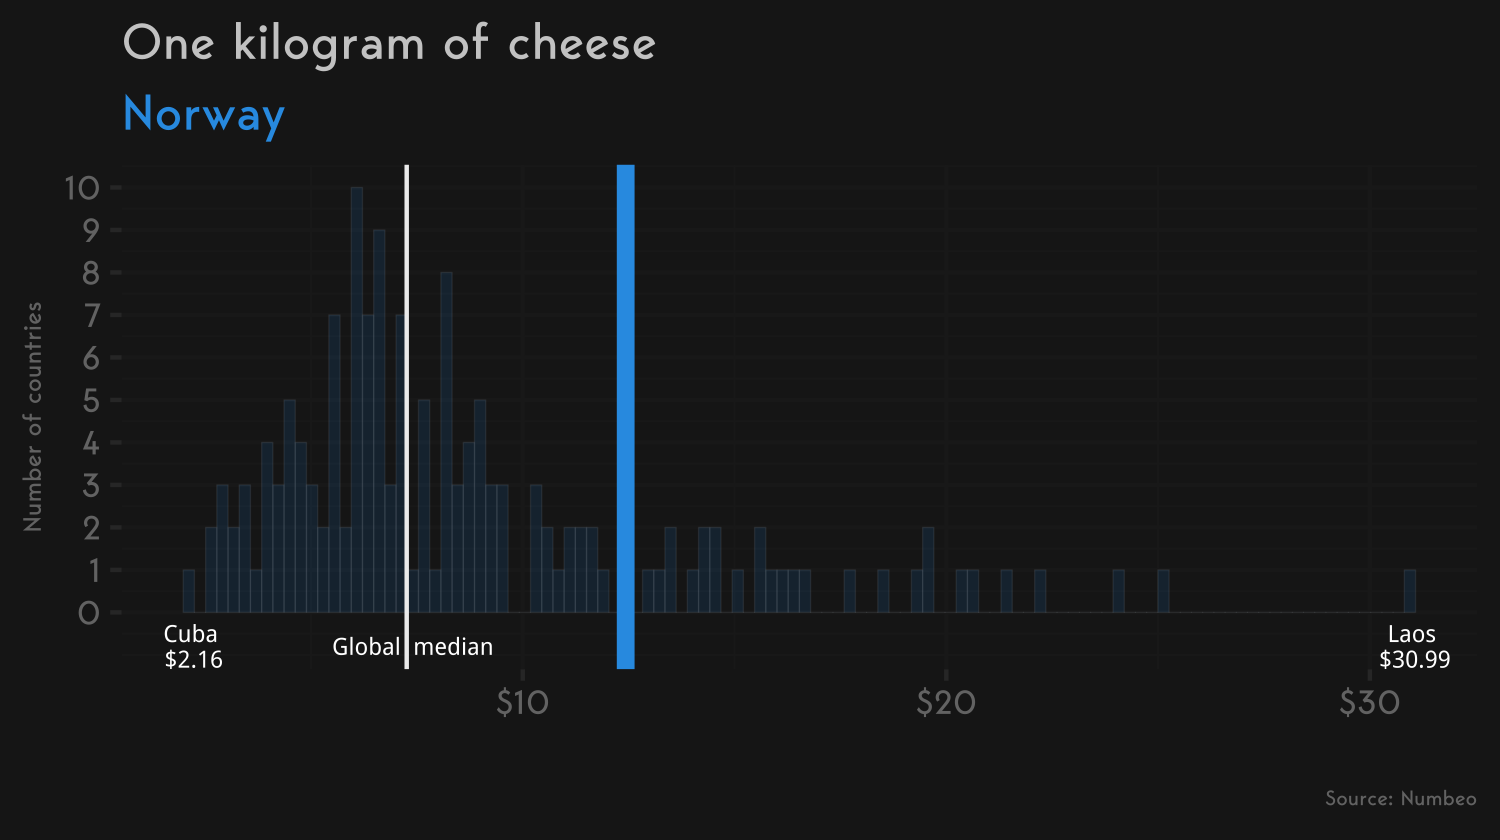 One kilogram of cheese
Norway
Number of countries
10
9
8
7
6
5
4
3
2
1
0
Cuba
$2.16
Global median
Laos
$30.99
$10 $20 $30
Source: Numbeo